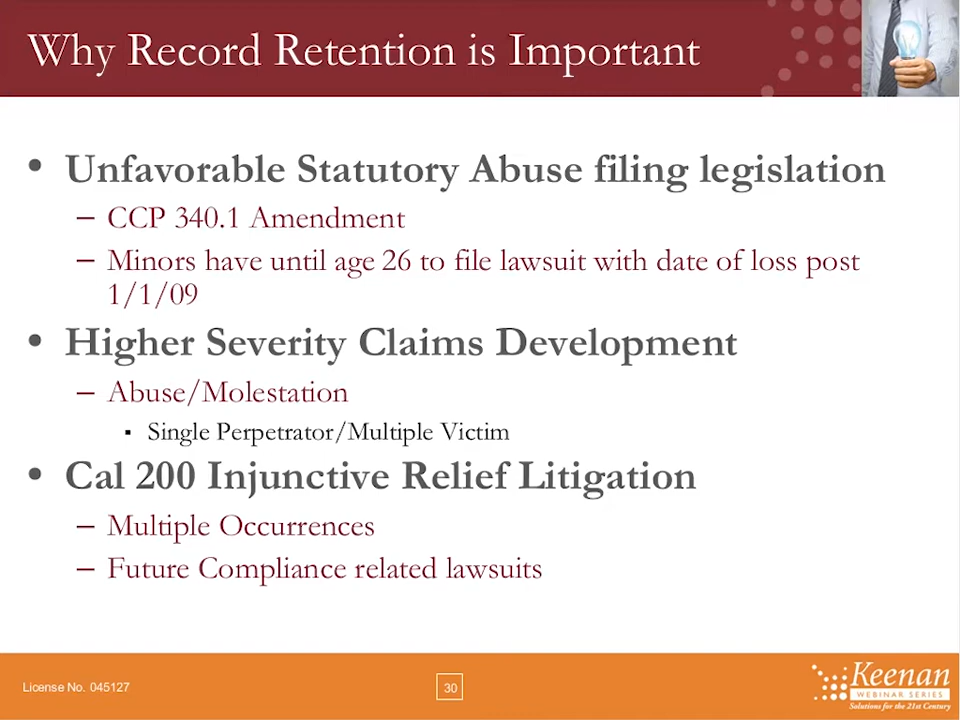 Why Record Retention is Important
• Unfavorable Statutory Abuse filing legislation
– CCP 340.1 Amendment
– Minors have until age 26 to file lawsuit with date of loss post
1/1/09
• Higher Severity Claims Development
– Abuse/Molestation
▪ Single Perpetrator/Multiple Victim
• Cal 200 Injunctive Relief Litigation
– Multiple Occurrences
– Future Compliance related lawsuits
License No. 045127
30
Keenan
WEBINAR SERIES
Solutions for the 21st Century